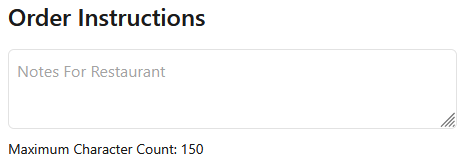 Order Instructions
Notes For Restaurant
Maximum Character Count: 150